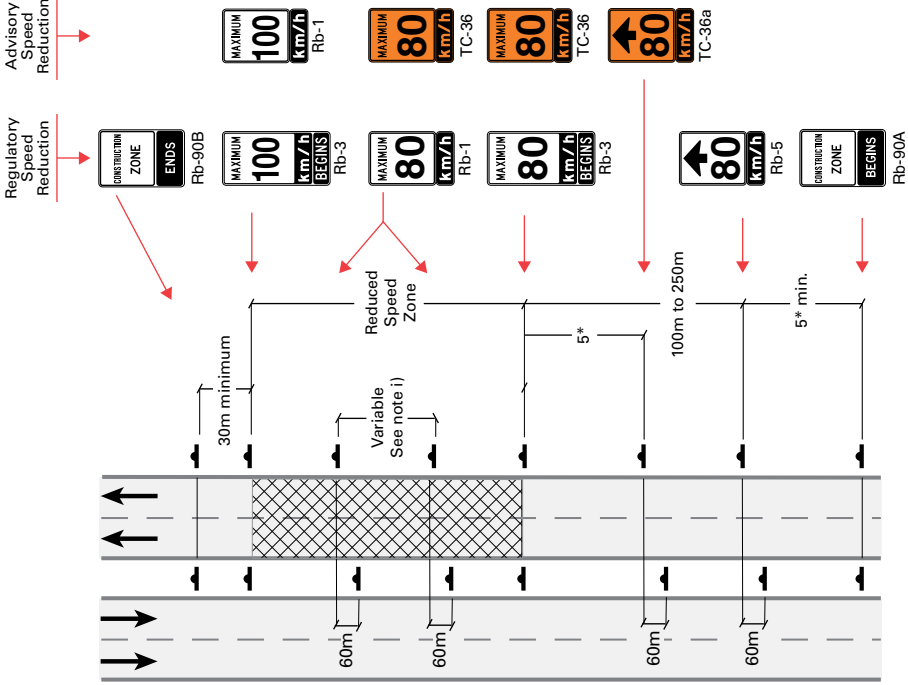 Advisory
Speed
Reduction
MAXIMUM
100
km/h
Rb-1
MAXIMUM
80
km/h
TC-36
MAXIMUM
80
km/h
TC-36
80
km/h
TC-36a
Regulatory
Speed
Reduction
CONSTRUCTION
ZONE
ENDS
Rb-90B
MAXIMUM
100
km/h
BEGINS
Rb-3
MAXIMUM
80
km/h
Rb-1
MAXIMUM
80
km/h
BEGINS
Rb-3
80
km/h
Rb-5
CONSTRUCTION
ZONE
BEGINS
Rb-90A
30m minimum
Reduced
Speed
Zone
Variable
See note i)
5*
100m to 250m
5* min.
60m
60m
60m
60m